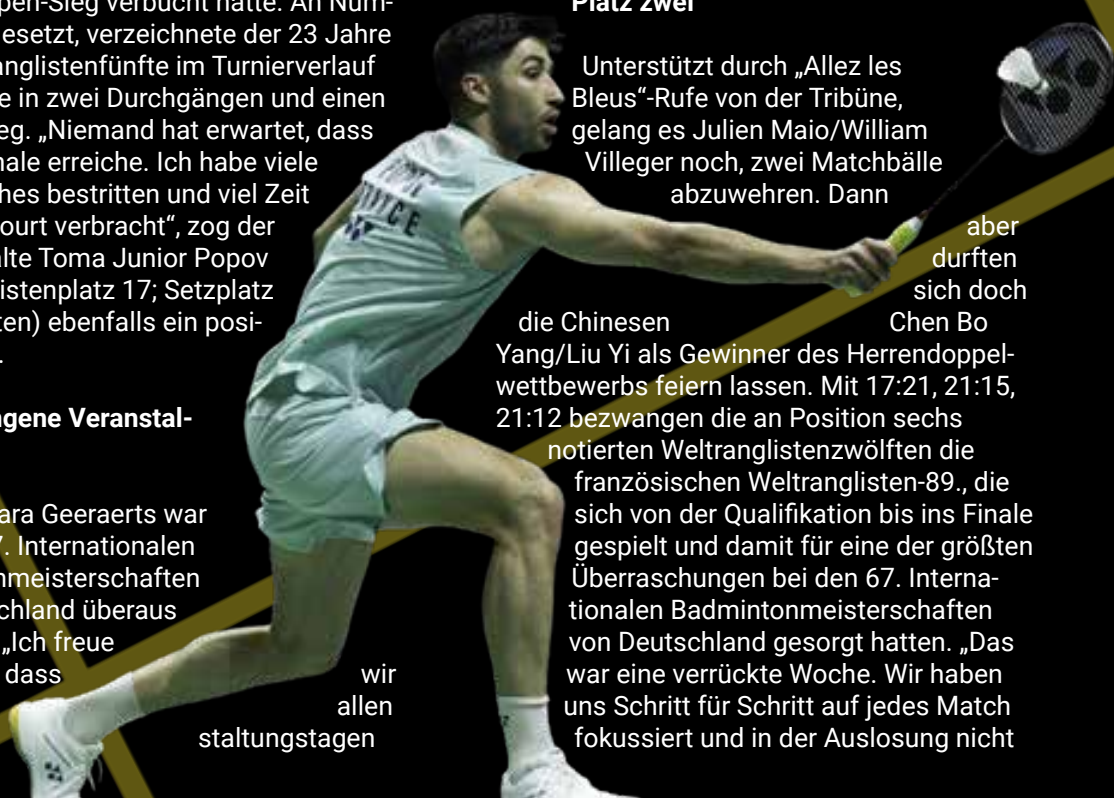 pen-Sieg verbucht hatte. An Num-
esetzt, verzeichnete der 23 Jahre
anglistenfünfte im Turnierverlauf
e in zwei Durchgängen und einen
eg. „Niemand hat erwartet, dass
nale erreiche. Ich habe viele
hes bestritten und viel Zeit
ourt verbracht“, zog der
alte Toma Junior Popov
istenplatz 17; Setzplatz
ten) ebenfalls ein posi-
.
gene Veranstal-
ara Geeraerts war
7. Internationalen
nmeisterschaften
chland überaus
„Ich freue
dass wir
allen
staltungstagen
Platz zwei
Unterstützt durch „Allez les
Bleus“-Rufe von der Tribüne,
gelang es Julien Maio/William
Villeger noch, zwei Matchbälle
abzuwehren. Dann
aber
durften
sich doch
die Chinesen Chen Bo
Yang/Liu Yi als Gewinner des Herrendoppel-
wettbewerbs feiern lassen. Mit 17:21, 21:15,
21:12 bezwangen die an Position sechs
notierten Weltranglistenzwölften die
französischen Weltranglisten-89., die
sich von der Qualifikation bis ins Finale
gespielt und damit für eine der größten
Überraschungen bei den 67. Interna-
tionalen Badmintonmeisterschaften
von Deutschland gesorgt hatten. „Das
war eine verrückte Woche. Wir haben
uns Schritt für Schritt auf jedes Match
fokussiert und in der Auslosung nicht